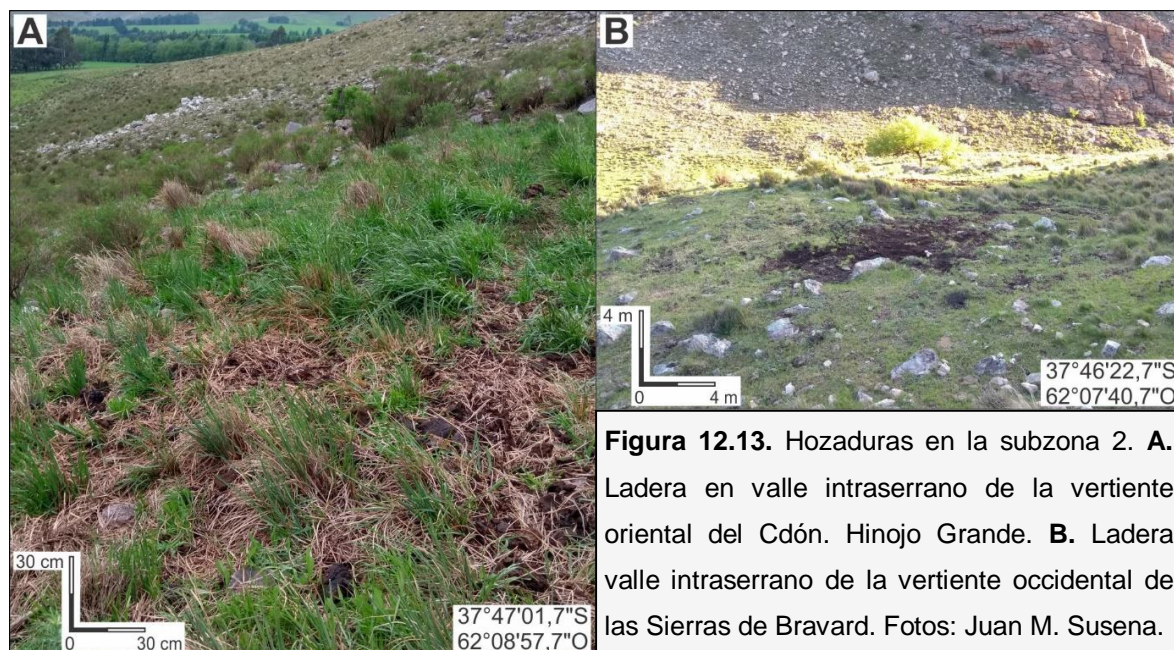 A
30 cm
0 30 cm
37°47'01,7"S
62°08'57,7"O
B
4 m
0 4 m
37°46'22,7"S
62°07'40,7"O
Figura 12.13. Hozaduras en la subzona 2. A.
Ladera en valle intraserrano de la vertiente
oriental del Cdón. Hinojo Grande. B. Ladera
valle intraserrano de la vertiente occidental de
las Sierras de Bravard. Fotos: Juan M. Susena.